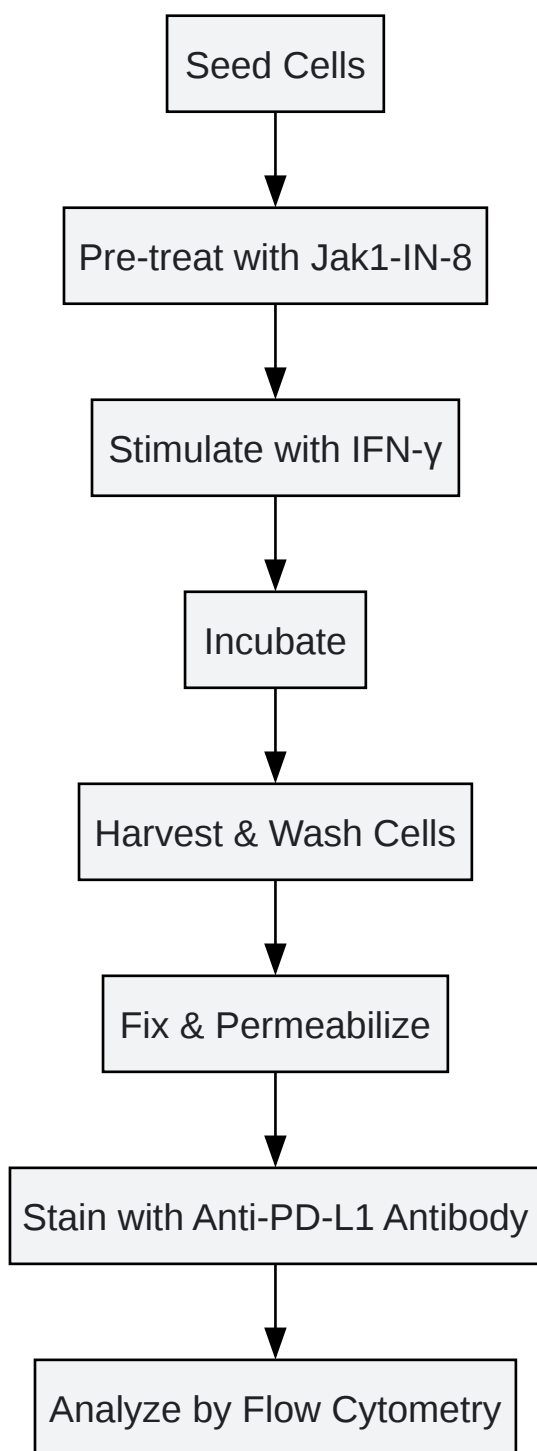 Seed Cells
Pre-treat with Jak1-IN-8
Stimulate with IFN-γ
Incubate
Harvest & Wash Cells
Fix & Permeabilize
Stain with Anti-PD-L1 Antibody
Analyze by Flow Cytometry